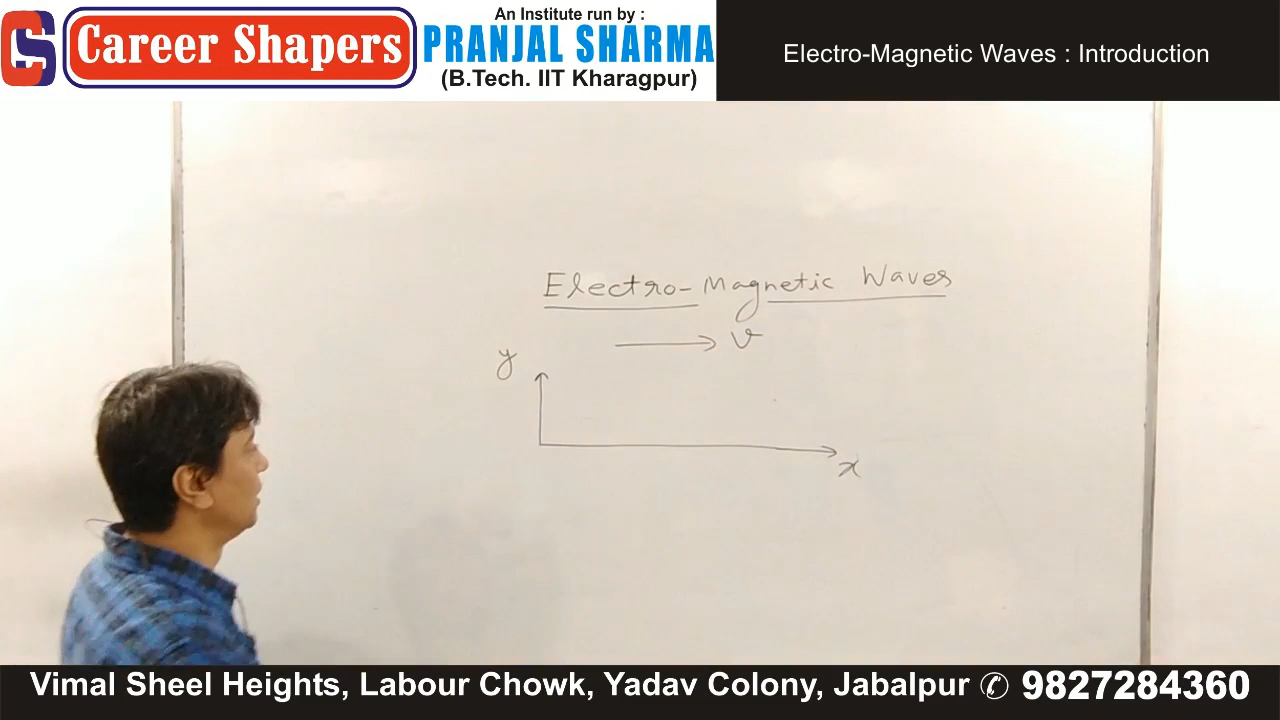 CS Career Shapers
An Institute run by :
PRANJAL SHARMA
(B.Tech. IIT Kharagpur)
Electro-Magnetic Waves : Introduction
Electro-Magnetic Waves
v
y
x
Vimal Sheel Heights, Labour Chowk, Yadav Colony, Jabalpur ✆ 9827284360